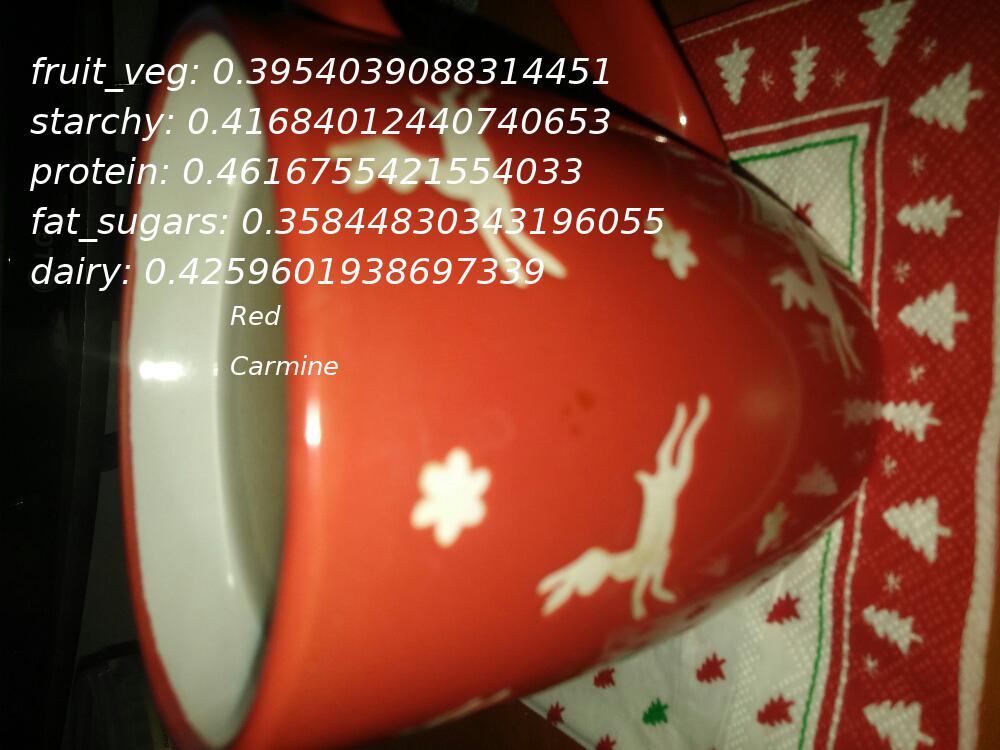 fruit_veg: 0.3954039088314451
starchy: 0.41684012440740653
protein: 0.4616755421554033
fat_sugars: 0.35844830343196055
dairy: 0.4259601938697339
Red
Carmine